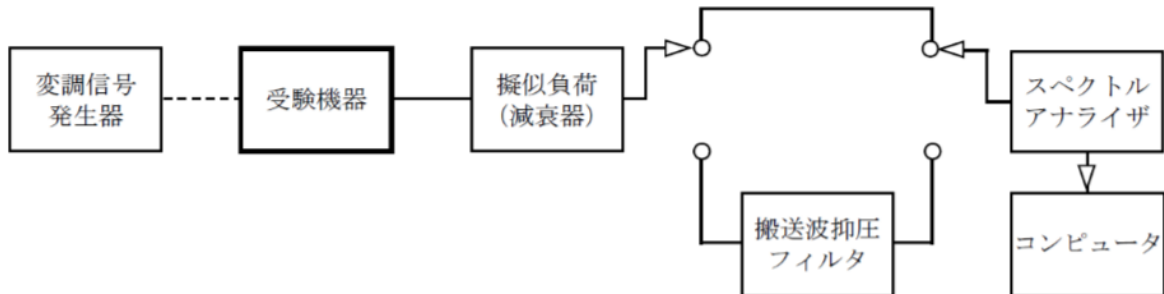 変調信号
発生器
受験機器
擬似負荷
（減衰器）
スペクトル
アナライザ
搬送波抑圧
フィルタ
コンピュータ